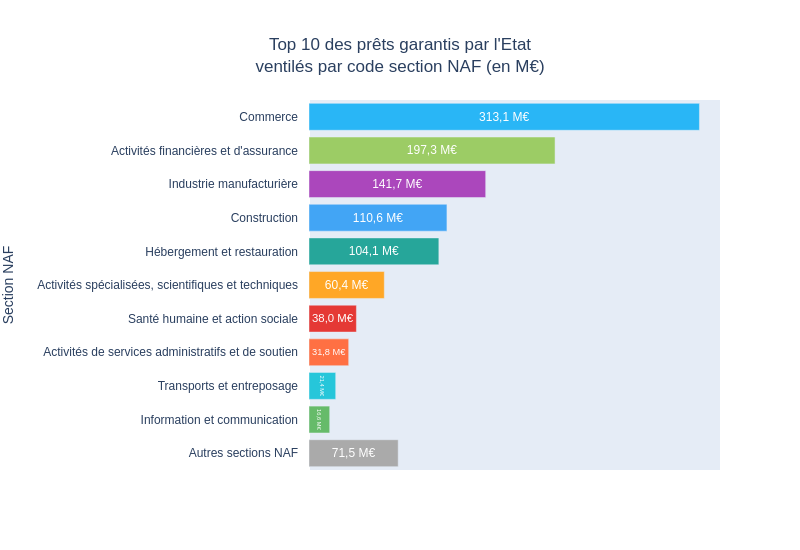 Top 10 des prêts garantis par l'Etat
ventilés par code section NAF (en M€)
Section NAF
Commerce 313,1 M€
Activités financières et d'assurance 197,3 M€
Industrie manufacturière 141,7 M€
Construction 110,6 M€
Hébergement et restauration 104,1 M€
Activités spécialisées, scientifiques et techniques 60,4 M€
Santé humaine et action sociale 38,0 M€
Activités de services administratifs et de soutien 31,8 M€
Transports et entreposage
Information et communication
Autres sections NAF 71,5 M€